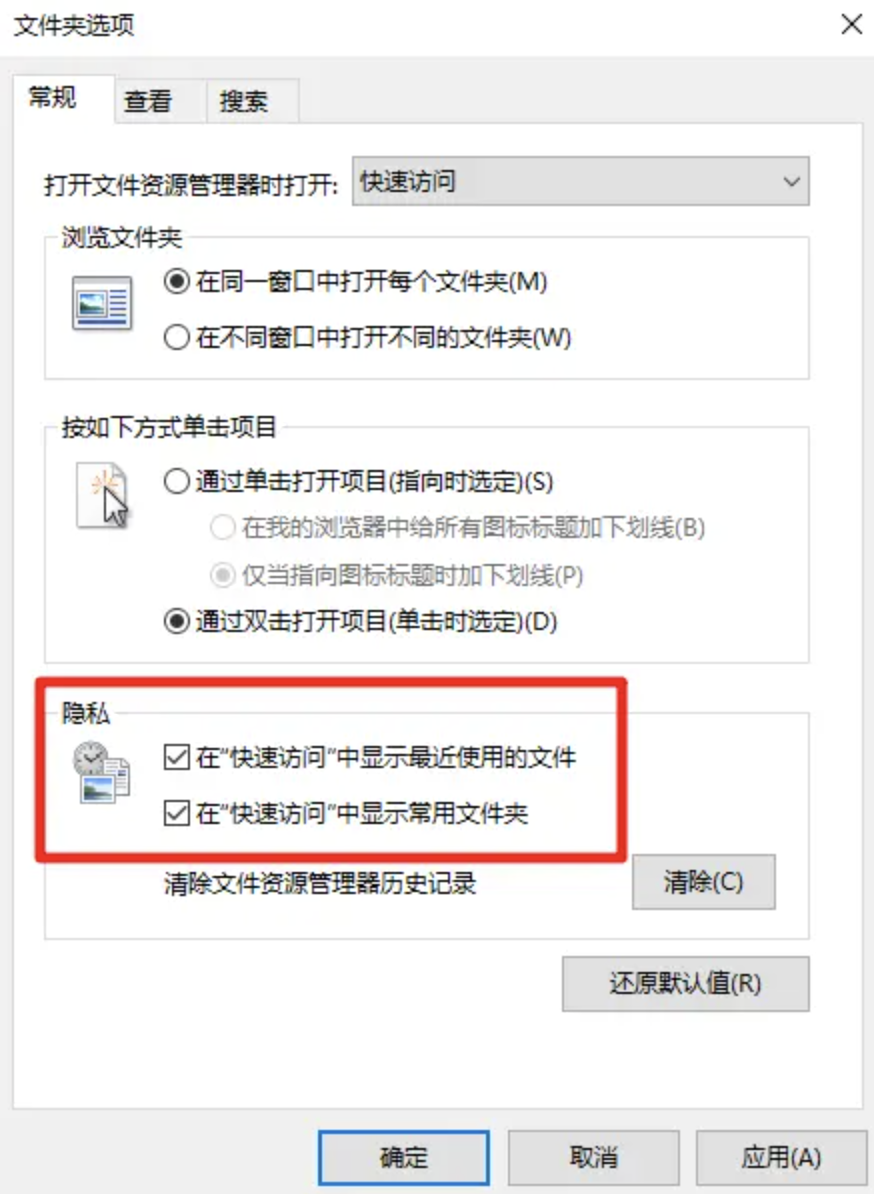 文件夹选项
常规 查看 搜索
打开文件资源管理器时打开: 快速访问
浏览文件夹
在同一窗口中打开每个文件夹(M)
在不同窗口中打开不同的文件夹(W)
按如下方式单击项目
通过单击打开项目(指向时选定)(S)
在我的浏览器中给所有图标标题加下划线(B)
仅当指向图标标题时加下划线(P)
通过双击打开项目(单击时选定)(D)
隐私
在“快速访问”中显示最近使用的文件
在“快速访问”中显示常用文件夹
清除文件资源管理器历史记录 清除(C)
还原默认值(R)
确定 取消 应用(A)